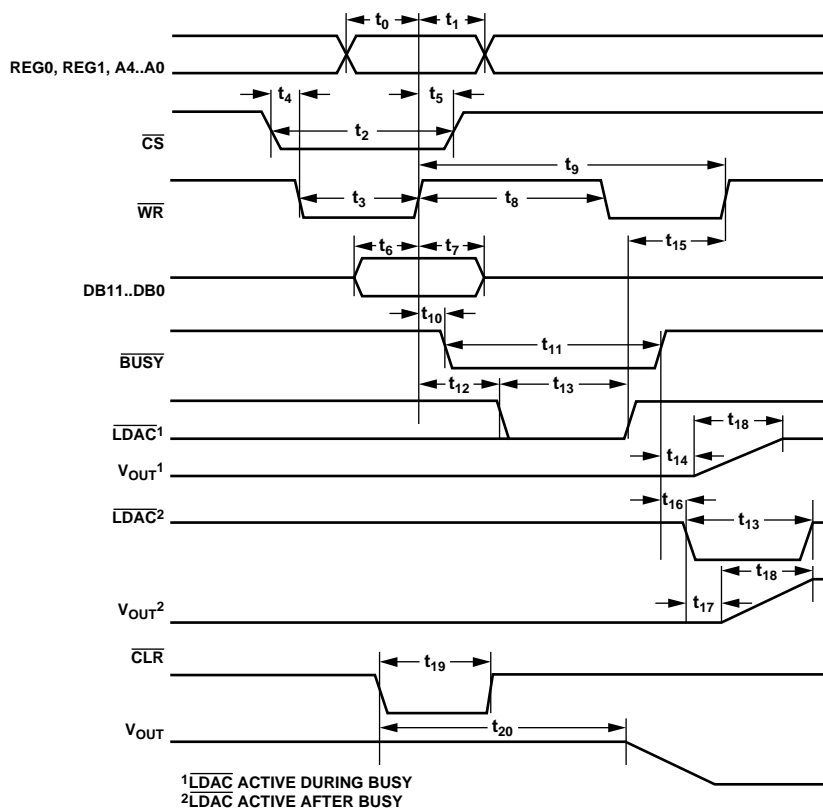 t0 t1
REG0, REG1, A4..A0
t4 t5
t2
CS
t9
WR t3 t8
t15
t6 t7
DB11..DB0
t10
t11
BUSY
t12 t13
LDAC1 t18
t14
VOUT1
t16
LDAC2 t13
t18
t17
VOUT2
CLR
t19
t20
VOUT
1LDAC ACTIVE DURING BUSY
2LDAC ACTIVE AFTER BUSY